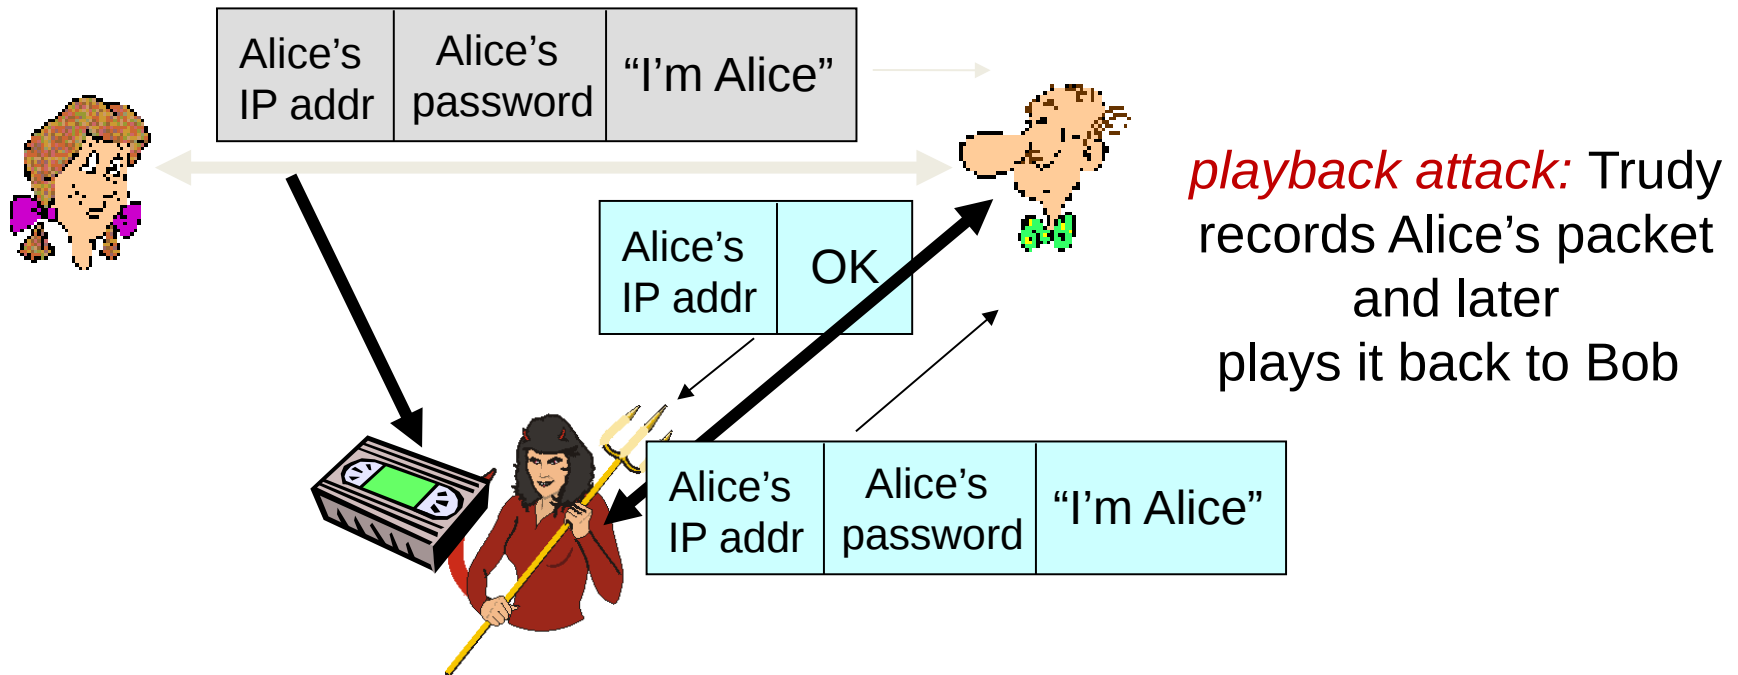 Alice’s
IP addr
Alice’s
password
“I’m Alice”
playback attack: Trudy
records Alice’s packet
and later
plays it back to Bob
Alice’s
IP addr
OK
Alice’s
IP addr
Alice’s
password
“I’m Alice”